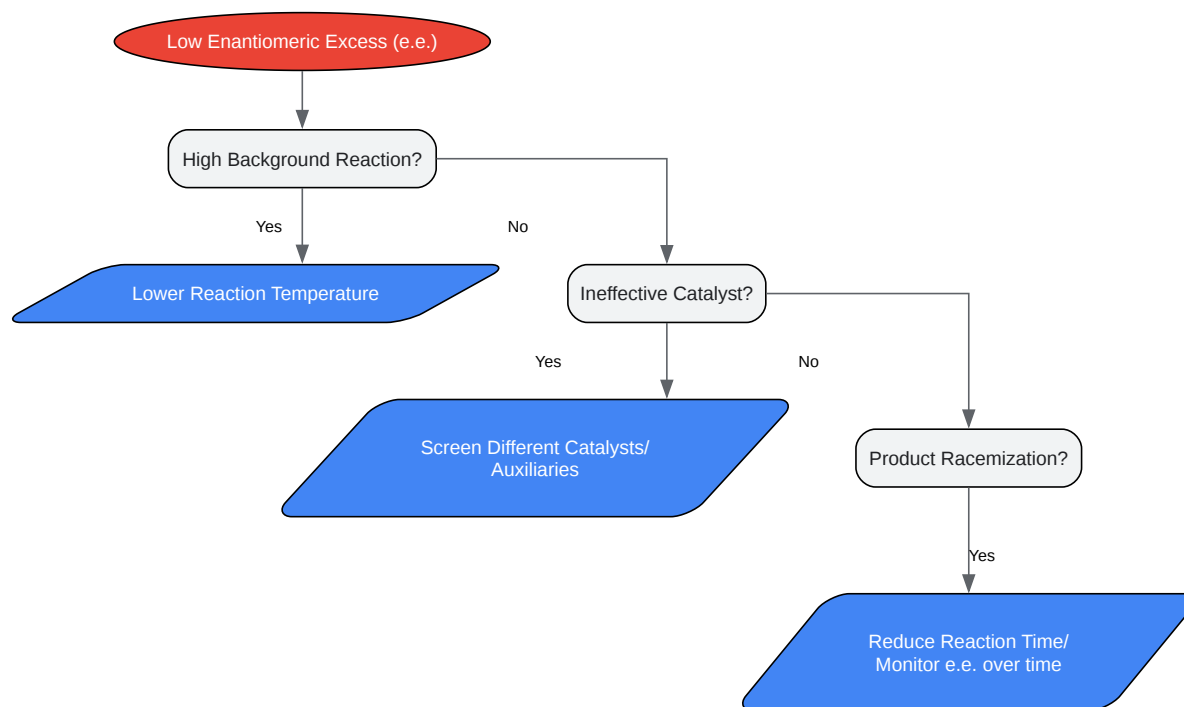 Low Enantiomeric Excess (e.e.)
High Background Reaction?
Yes
No
Lower Reaction Temperature
Ineffective Catalyst?
Yes
No
Screen Different Catalysts/
Auxiliaries
Product Racemization?
Yes
Reduce Reaction Time/
Monitor e.e. over time